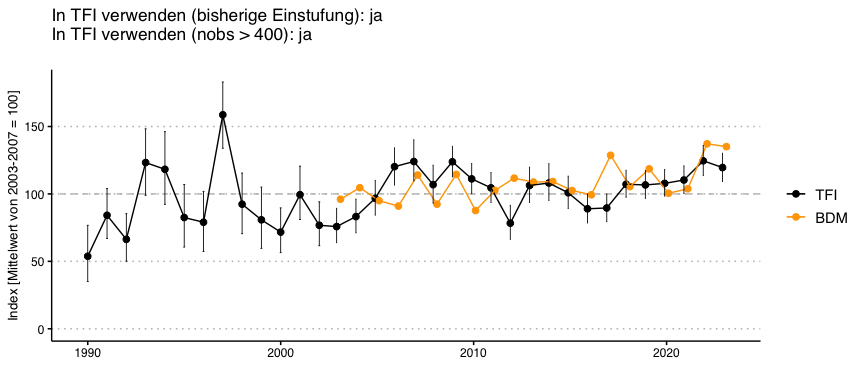 In TFI verwenden (bisherige Einstufung): ja
In TFI verwenden (nobs > 400): ja
Index [Mittelwert von 2003-2007 = 100]
150
100
50
0
1990
2000
2010
2020
TFI
BDM